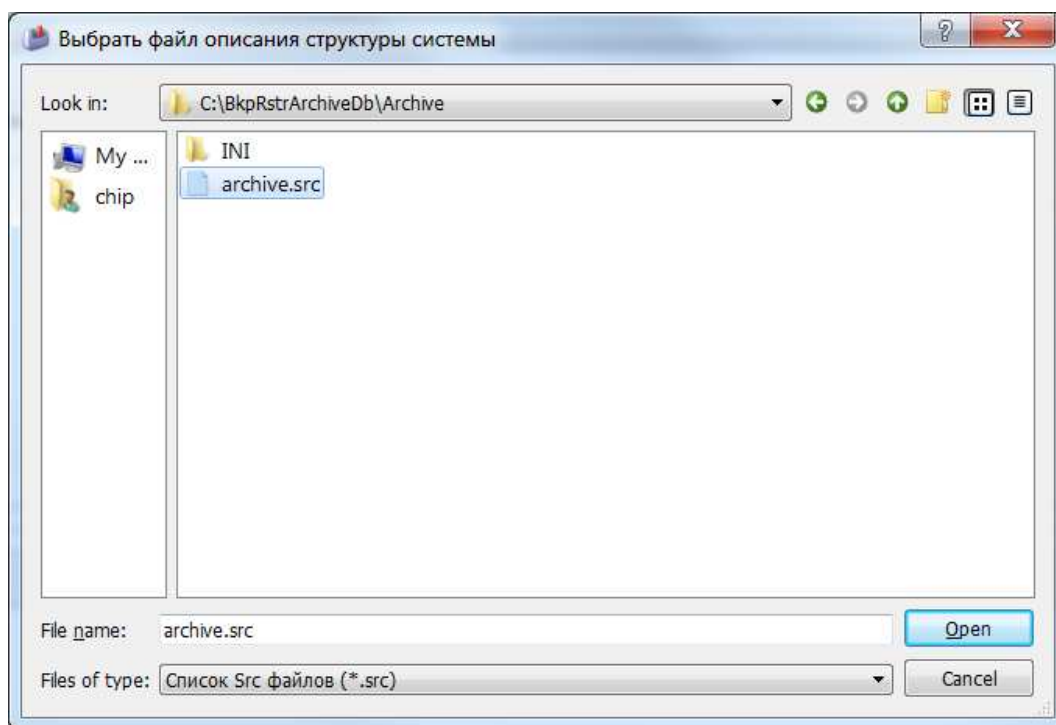 Выбрать файл описания структуры системы
Look in:
C:\BkpRstrArchiveDb\Archive
My ...
chip
INI
archive.src
File name:
archive.src
Open
Files of type:
Список Src файлов (*.src)
Cancel